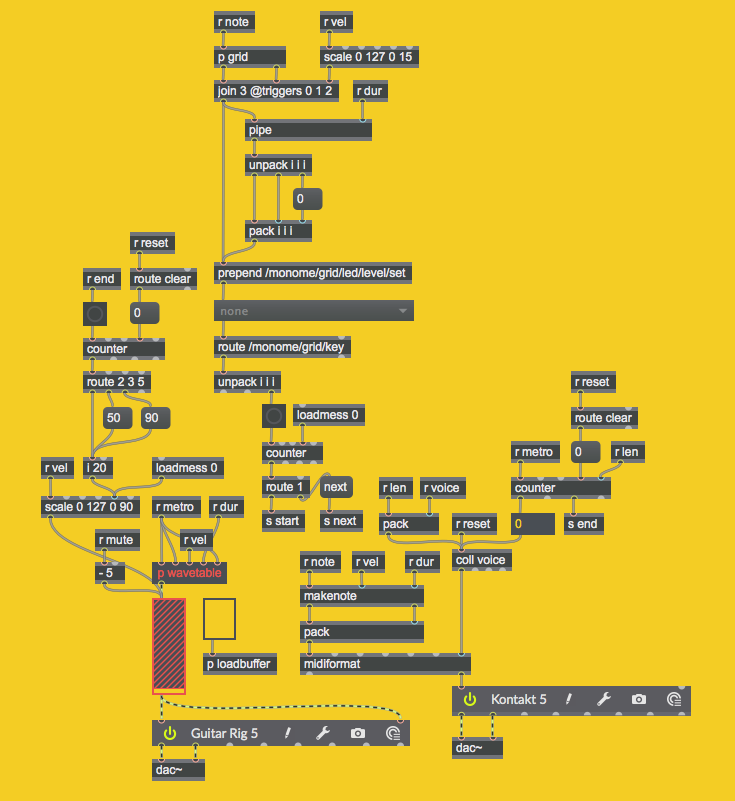 r note
r vel
p grid
scale 0 127 0 15
join 3 @triggers 0 1 2
r dur
pipe
unpack i i i
0
pack i i i
r reset
prepend /monome/grid/led/level/set
r end
route clear
none
0
counter
route /monome/grid/key
route 2 3 5
unpack i i i
r reset
50
90
loadmess 0
route clear
counter
r metro
0
r len
r vel
i 20
loadmess 0
route 1
next
r len
r voice
counter
scale 0 127 0 90
r metro
r dur
s start
s next
pack
r reset
0
s end
r mute
r vel
- 5
p wavetable
r note
r vel
r dur
coll voice
makenote
pack
p loadbuffer
midiformat
Kontakt 5
Guitar Rig 5
dac~
dac~